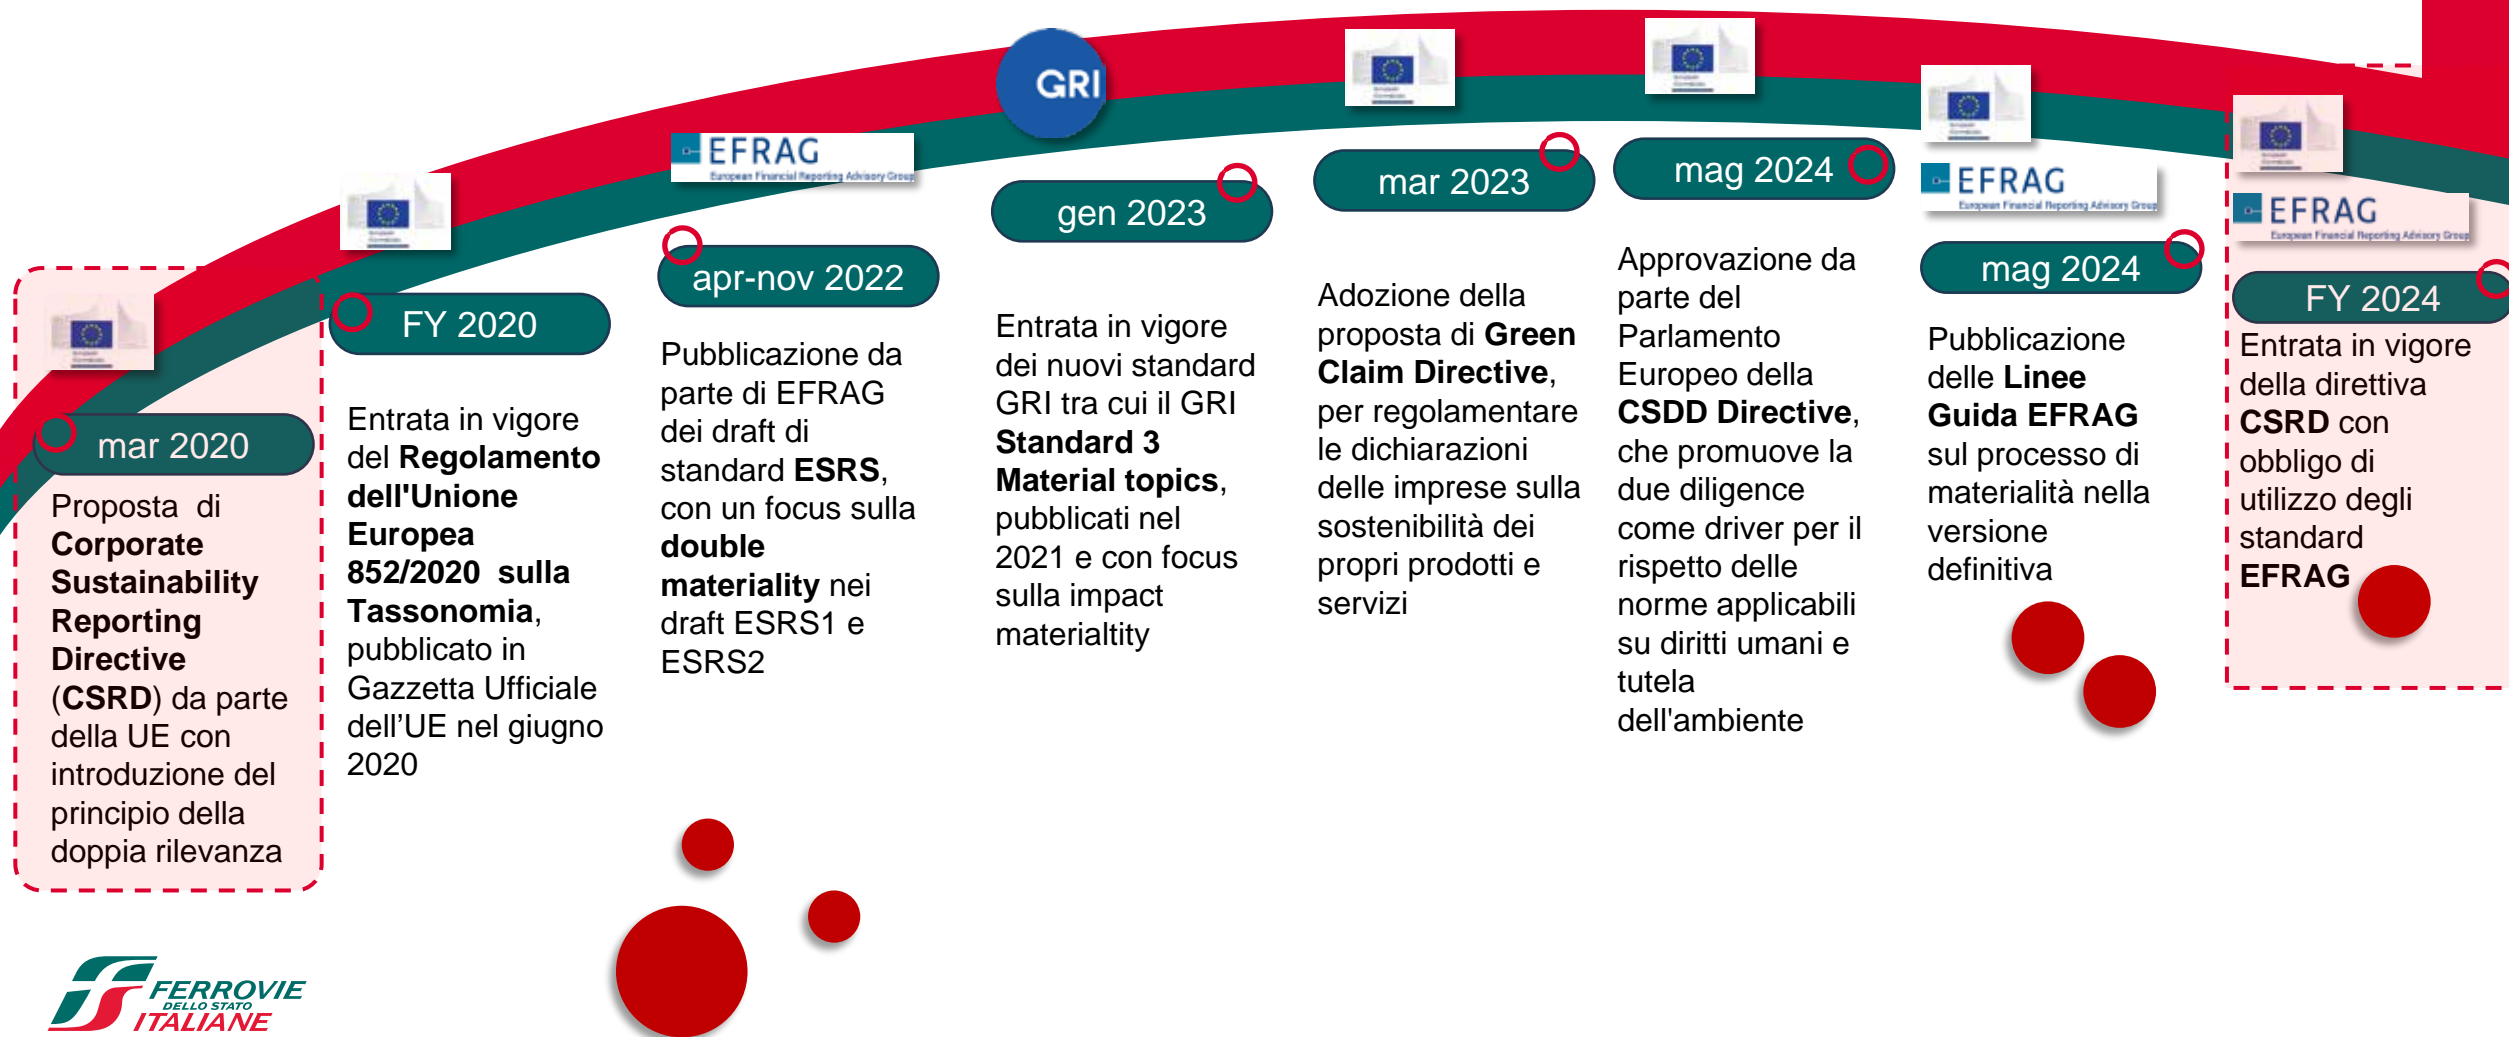 mar 2020
Proposta di
Corporate
Sustainability
Reporting
Directive
(CSRD) da parte
della UE con
introduzione del
principio della
doppia rilevanza
FY 2020
Entrata in vigore
del Regolamento
dell'Unione
Europea
852/2020 sulla
Tassonomia,
pubblicato in
Gazzetta Ufficiale
dell’UE nel giugno
2020
EFRAG
European Financial Reporting Advisory Group
apr-nov 2022
Pubblicazione da
parte di EFRAG
dei draft di
standard ESRS,
con un focus sulla
double
materiality nei
draft ESRS1 e
ESRS2
GRI
gen 2023
Entrata in vigore
dei nuovi standard
GRI tra cui il GRI
Standard 3
Material topics,
pubblicati nel
2021 e con focus
sulla impact
materialtity
mar 2023
Adozione della
proposta di Green
Claim Directive,
per regolamentare
le dichiarazioni
delle imprese sulla
sostenibilità dei
propri prodotti e
servizi
mag 2024
Approvazione da
parte del
Parlamento
Europeo della
CSDD Directive,
che promuove la
due diligence
come driver per il
rispetto delle
norme applicabili
su diritti umani e
tutela
dell'ambiente
EFRAG
European Financial Reporting Advisory Group
mag 2024
Pubblicazione
delle Linee
Guida EFRAG
sul processo di
materialità nella
versione
definitiva
EFRAG
European Financial Reporting Advisory Group
FY 2024
Entrata in vigore
della direttiva
CSRD con
obbligo di
utilizzo degli
standard
EFRAG
FERROVIE
DELLO STATO
ITALIANE